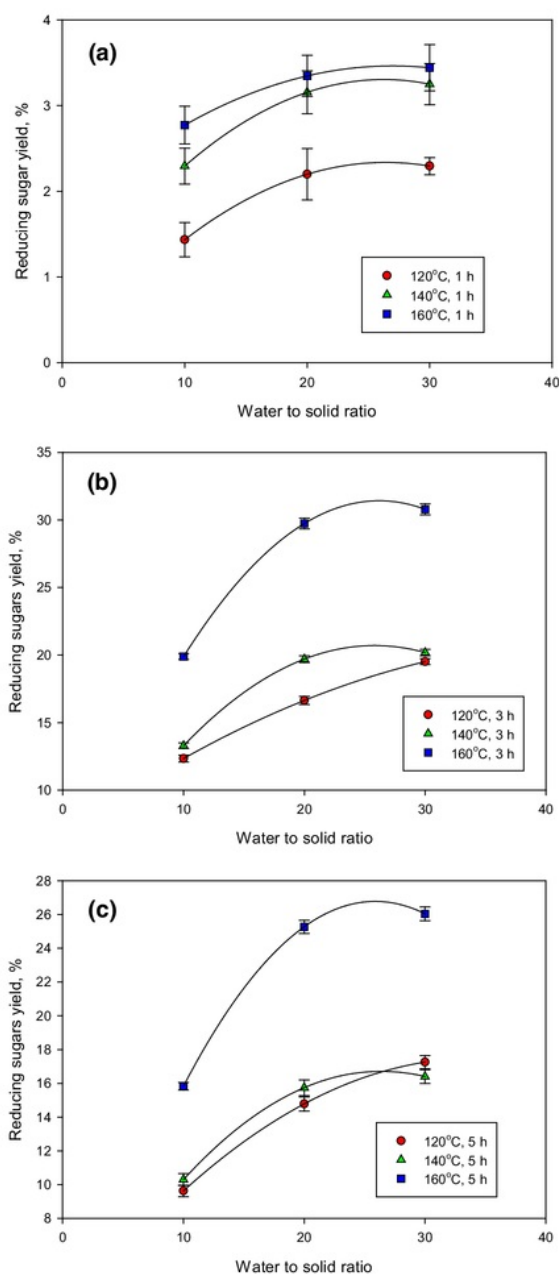 (a)
Reducing sugar yield, %
4
3
2
1
0
0 10 20 30 40
Water to solid ratio
120°C, 1 h
140°C, 1 h
160°C, 1 h
(b)
Reducing sugars yield, %
35
30
25
20
15
10
0 10 20 30 40
Water to solid ratio
120°C, 3 h
140°C, 3 h
160°C, 3 h
(c)
Reducing sugars yield, %
28
26
24
22
20
18
16
14
12
10
8
0 10 20 30 40
Water to solid ratio
120°C, 5 h
140°C, 5 h
160°C, 5 h